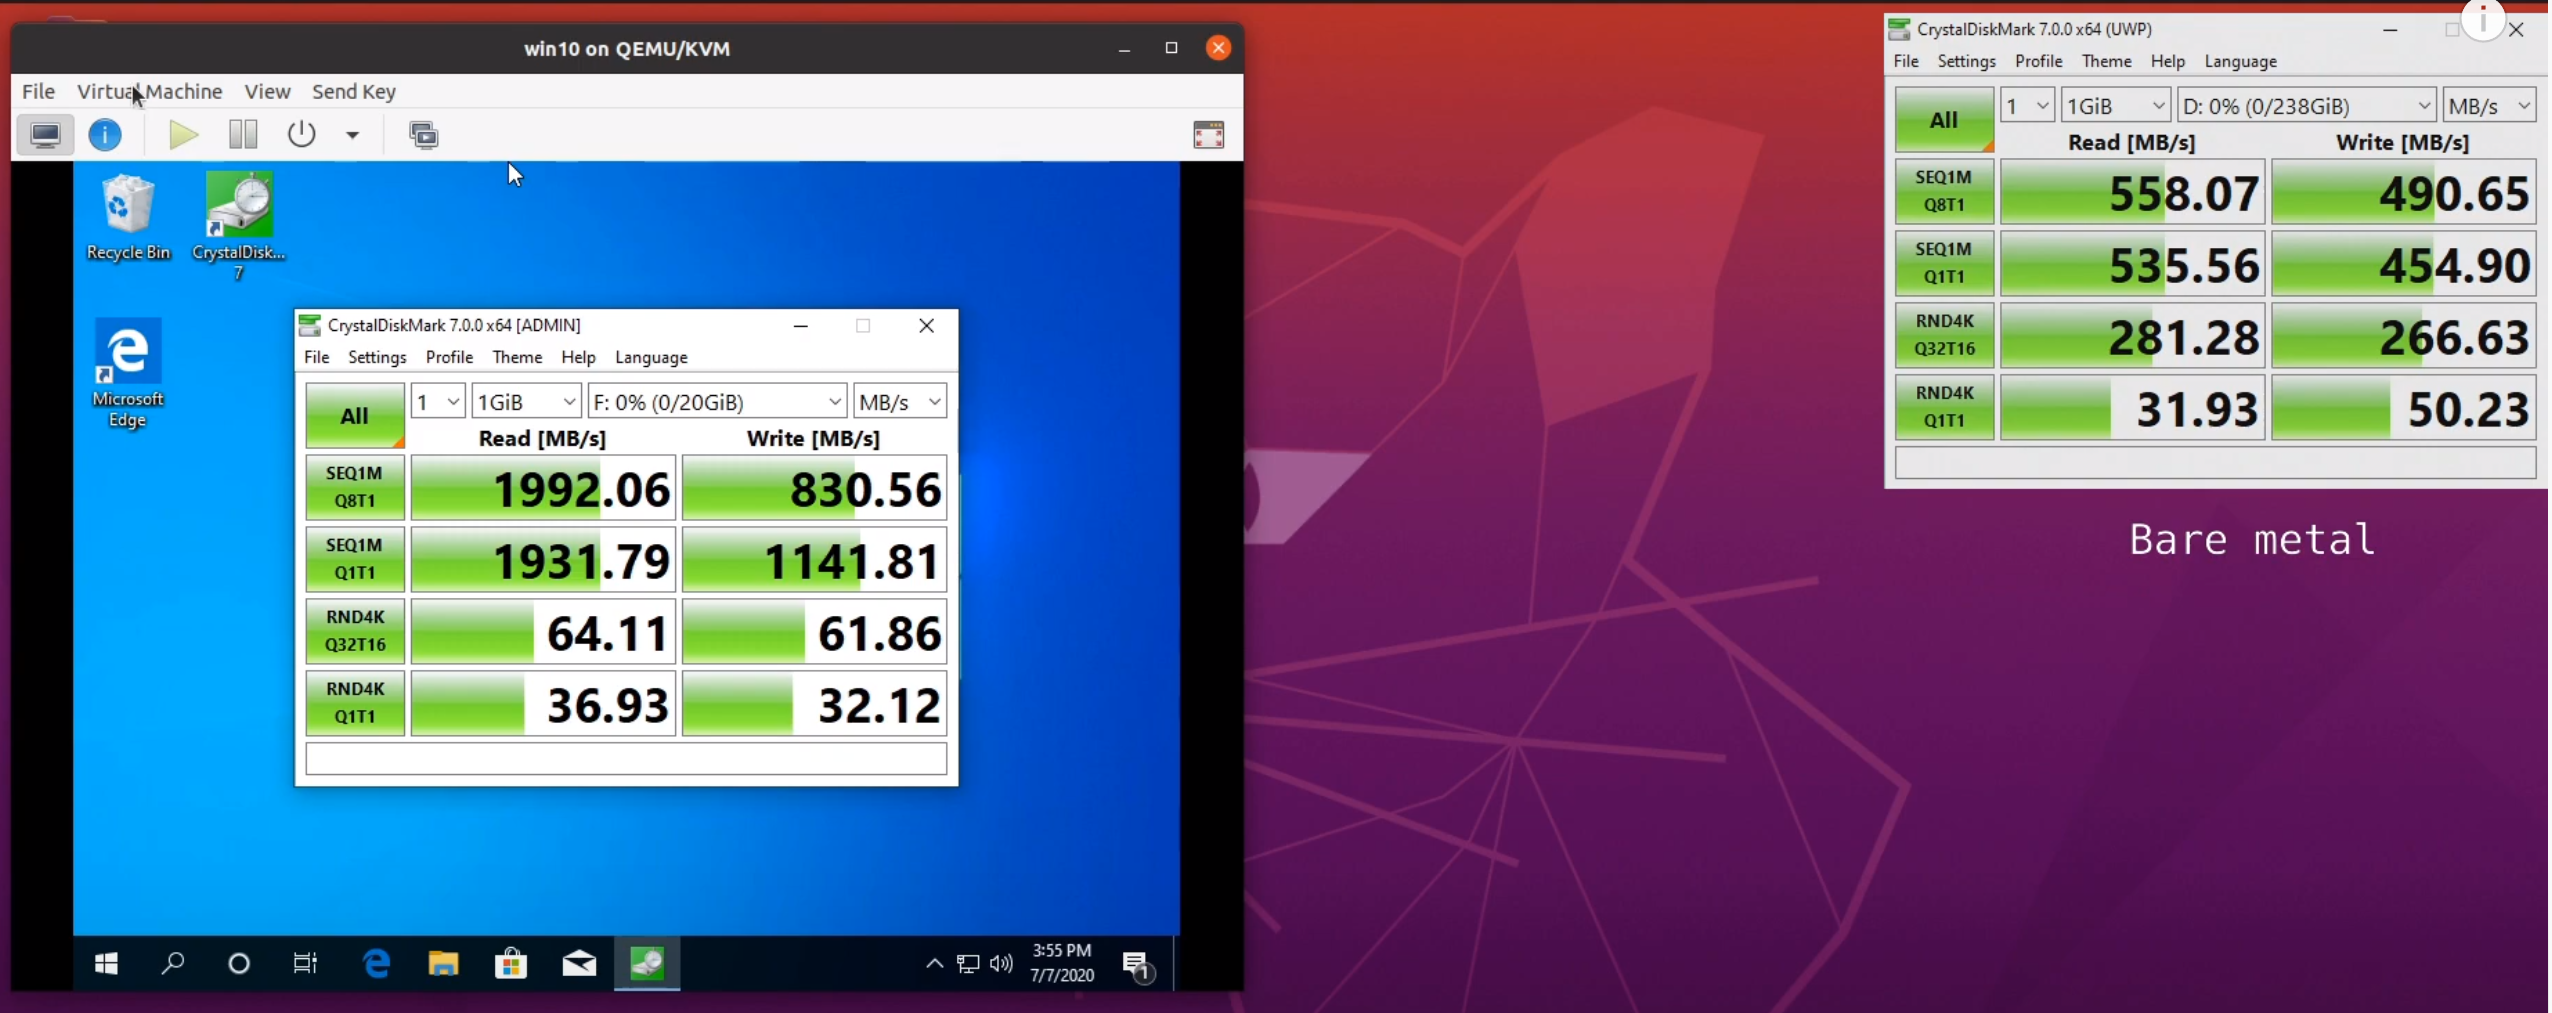 win10 on QEMU/KVM
File Virtual Machine View Send Key
Recycle Bin
CrystalDisk...
7
Microsoft
Edge
CrystalDiskMark 7.0.0 x64 [ADMIN]
File Settings Profile Theme Help Language
All 1 1GiB F: 0% (0/20GiB) MB/s
Read [MB/s] Write [MB/s]
SEQ1M
Q8T1 1992.06 830.56
SEQ1M
Q1T1 1931.79 1141.81
RND4K
Q32T16 64.11 61.86
RND4K
Q1T1 36.93 32.12
3:55 PM
7/7/2020
1
CrystalDiskMark 7.0.0 x64 (UWP)
File Settings Profile Theme Help Language
All 1 1GiB D: 0% (0/238GiB) MB/s
Read [MB/s] Write [MB/s]
SEQ1M
Q8T1 558.07 490.65
SEQ1M
Q1T1 535.56 454.90
RND4K
Q32T16 281.28 266.63
RND4K
Q1T1 31.93 50.23
Bare metal